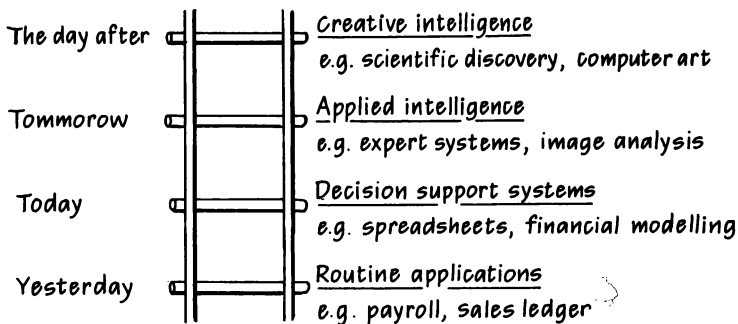 The day after
Creative intelligence
e.g. scientific discovery, computer art
Tommorow
Applied intelligence
e.g. expert systems, image analysis
Today
Decision support systems
e.g. spreadsheets, financial modelling
Yesterday
Routine applications
e.g. payroll, sales ledger